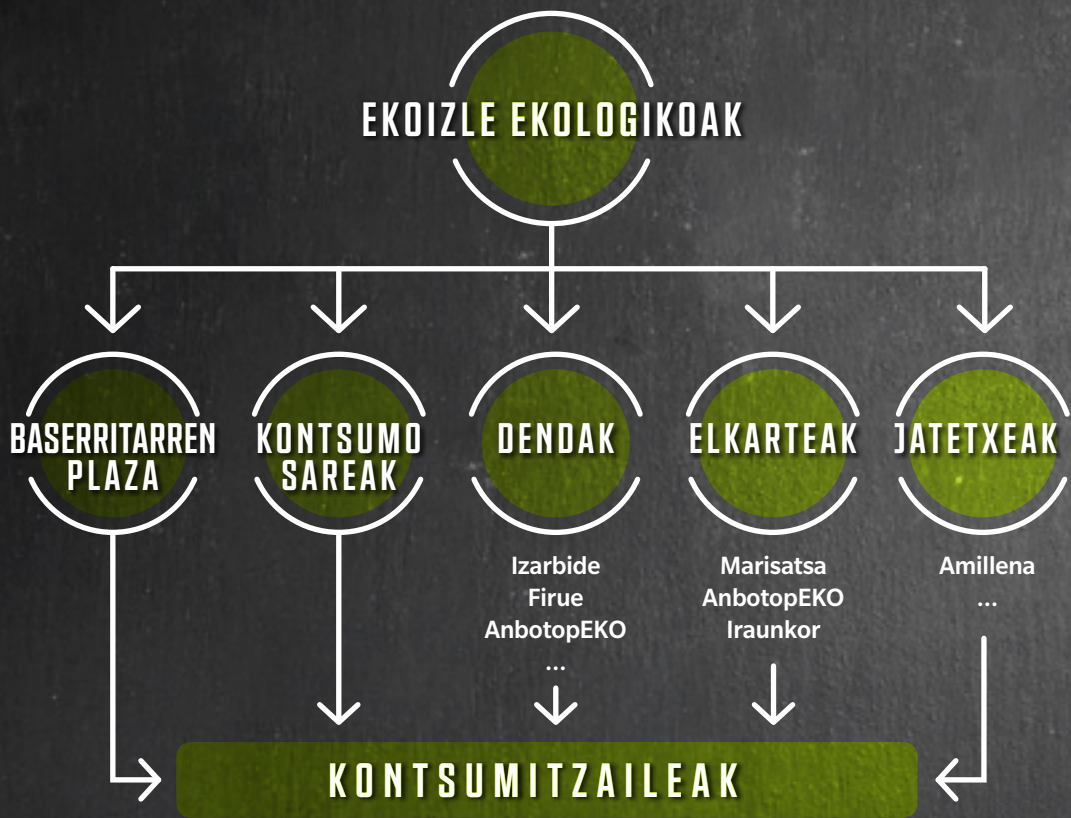 EKOIZLE EKOLOGIKOAK
BASERRITARREN
PLAZA
KONTSUMO
SAREAK
DENDAK
Izarbide
Firue
AnbotopEKO
...
ELKARTEAK
Marisatsa
AnbotopEKO
Iraunkor
JATETXEAK
Amillena
...
KONTSUMITZAILEAK